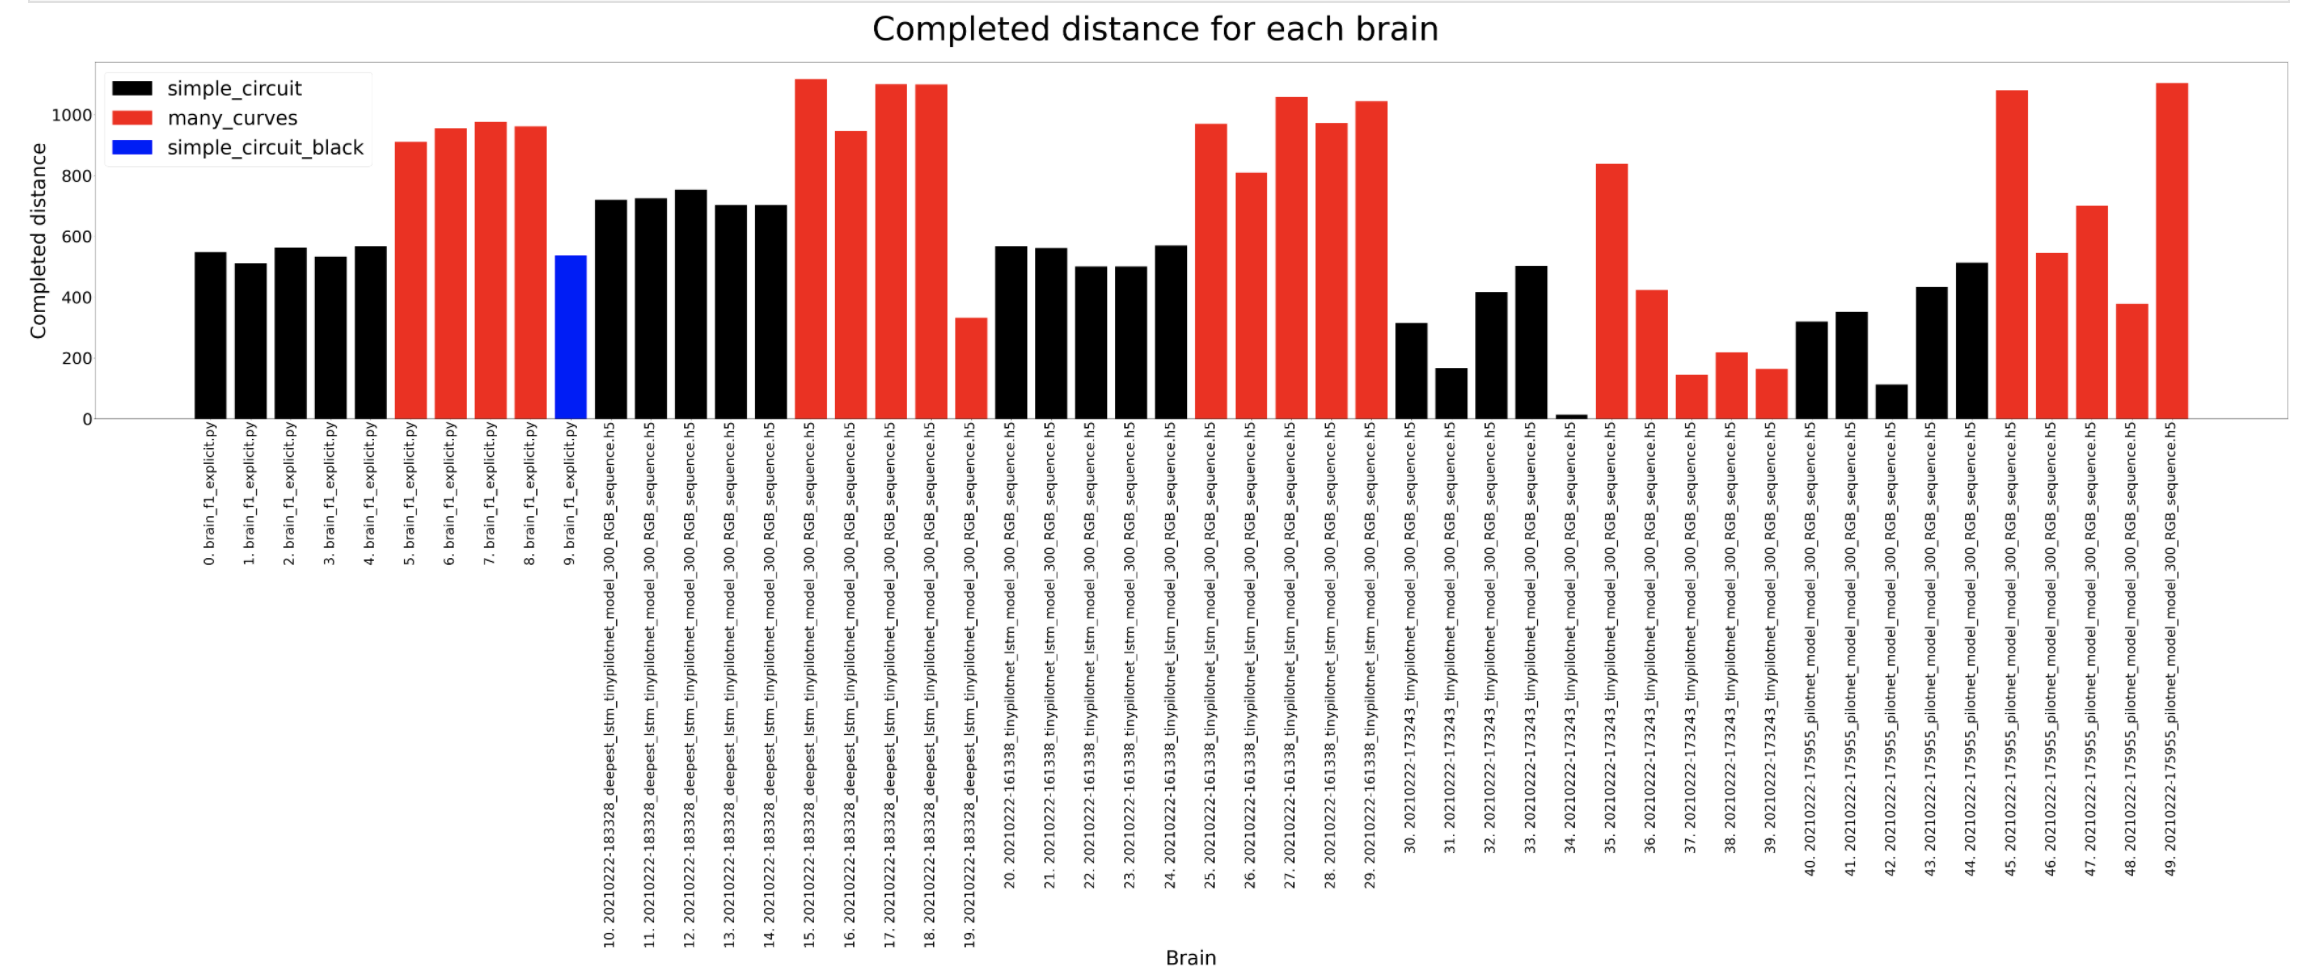 Completed distance for each brain
simple_circuit
many_curves
simple_circuit_black
Completed distance
1000
800
600
400
200
0
0. brain_f1_explicit.py
1. brain_f1_explicit.py
2. brain_f1_explicit.py
3. brain_f1_explicit.py
4. brain_f1_explicit.py
5. brain_f1_explicit.py
6. brain_f1_explicit.py
7. brain_f1_explicit.py
8. brain_f1_explicit.py
9. brain_f1_explicit.py
10. 20210222-183328_deepest_lstm_tinypilotnet_model_300_RGB_sequence.h5
11. 20210222-183328_deepest_lstm_tinypilotnet_model_300_RGB_sequence.h5
12. 20210222-183328_deepest_lstm_tinypilotnet_model_300_RGB_sequence.h5
13. 20210222-183328_deepest_lstm_tinypilotnet_model_300_RGB_sequence.h5
14. 20210222-183328_deepest_lstm_tinypilotnet_model_300_RGB_sequence.h5
15. 20210222-183328_deepest_lstm_tinypilotnet_model_300_RGB_sequence.h5
16. 20210222-183328_deepest_lstm_tinypilotnet_model_300_RGB_sequence.h5
17. 20210222-183328_deepest_lstm_tinypilotnet_model_300_RGB_sequence.h5
18. 20210222-183328_deepest_lstm_tinypilotnet_model_300_RGB_sequence.h5
19. 20210222-183328_deepest_lstm_tinypilotnet_model_300_RGB_sequence.h5
20. 20210222-161338_tinypilotnet_lstm_model_300_RGB_sequence.h5
21. 20210222-161338_tinypilotnet_lstm_model_300_RGB_sequence.h5
22. 20210222-161338_tinypilotnet_lstm_model_300_RGB_sequence.h5
23. 20210222-161338_tinypilotnet_lstm_model_300_RGB_sequence.h5
24. 20210222-161338_tinypilotnet_lstm_model_300_RGB_sequence.h5
25. 20210222-161338_tinypilotnet_lstm_model_300_RGB_sequence.h5
26. 20210222-161338_tinypilotnet_lstm_model_300_RGB_sequence.h5
27. 20210222-161338_tinypilotnet_lstm_model_300_RGB_sequence.h5
28. 20210222-161338_tinypilotnet_lstm_model_300_RGB_sequence.h5
29. 20210222-161338_tinypilotnet_lstm_model_300_RGB_sequence.h5
30. 20210222-173243_tinypilotnet_model_300_RGB_sequence.h5
31. 20210222-173243_tinypilotnet_model_300_RGB_sequence.h5
32. 20210222-173243_tinypilotnet_model_300_RGB_sequence.h5
33. 20210222-173243_tinypilotnet_model_300_RGB_sequence.h5
34. 20210222-173243_tinypilotnet_model_300_RGB_sequence.h5
35. 20210222-173243_tinypilotnet_model_300_RGB_sequence.h5
36. 20210222-173243_tinypilotnet_model_300_RGB_sequence.h5
37. 20210222-173243_tinypilotnet_model_300_RGB_sequence.h5
38. 20210222-173243_tinypilotnet_model_300_RGB_sequence.h5
39. 20210222-173243_tinypilotnet_model_300_RGB_sequence.h5
40. 20210222-175955_pilotnet_model_model_300_RGB_sequence.h5
41. 20210222-175955_pilotnet_model_model_300_RGB_sequence.h5
42. 20210222-175955_pilotnet_model_model_300_RGB_sequence.h5
43. 20210222-175955_pilotnet_model_model_300_RGB_sequence.h5
44. 20210222-175955_pilotnet_model_model_300_RGB_sequence.h5
45. 20210222-175955_pilotnet_model_model_300_RGB_sequence.h5
46. 20210222-175955_pilotnet_model_model_300_RGB_sequence.h5
47. 20210222-175955_pilotnet_model_model_300_RGB_sequence.h5
48. 20210222-175955_pilotnet_model_model_300_RGB_sequence.h5
49. 20210222-175955_pilotnet_model_model_300_RGB_sequence.h5
Brain